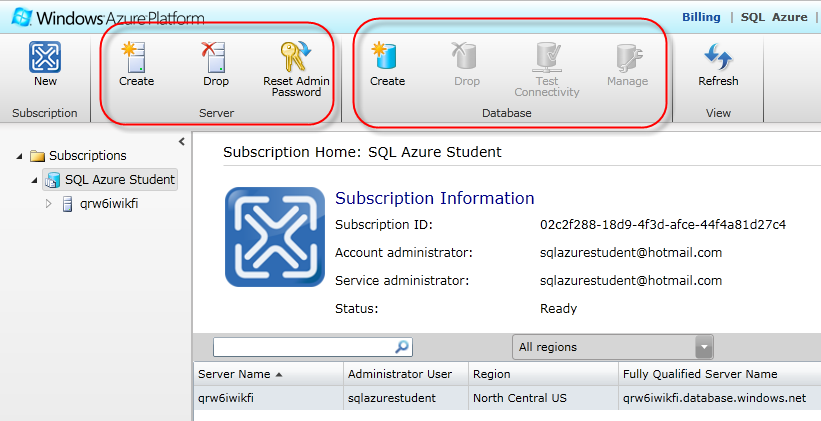 Windows Azure Platform
Billing | SQL Azure |
New
Create
Drop
Reset Admin
Password
Create
Drop
Test
Connectivity
Manage
Refresh
Subscription
Server
Database
View
Subscriptions
SQL Azure Student
qrw6iwikfi
Subscription Home: SQL Azure Student
Subscription Information
Subscription ID: 02c2f288-18d9-4f3d-afce-44f4a81d27c4
Account administrator: sqlazurestudent@hotmail.com
Service administrator: sqlazurestudent@hotmail.com
Status: Ready
All regions
Server Name Administrator User Region Fully Qualified Server Name
qrw6iwikfi sqlazurestudent North Central US qrw6iwikfi.database.windows.net